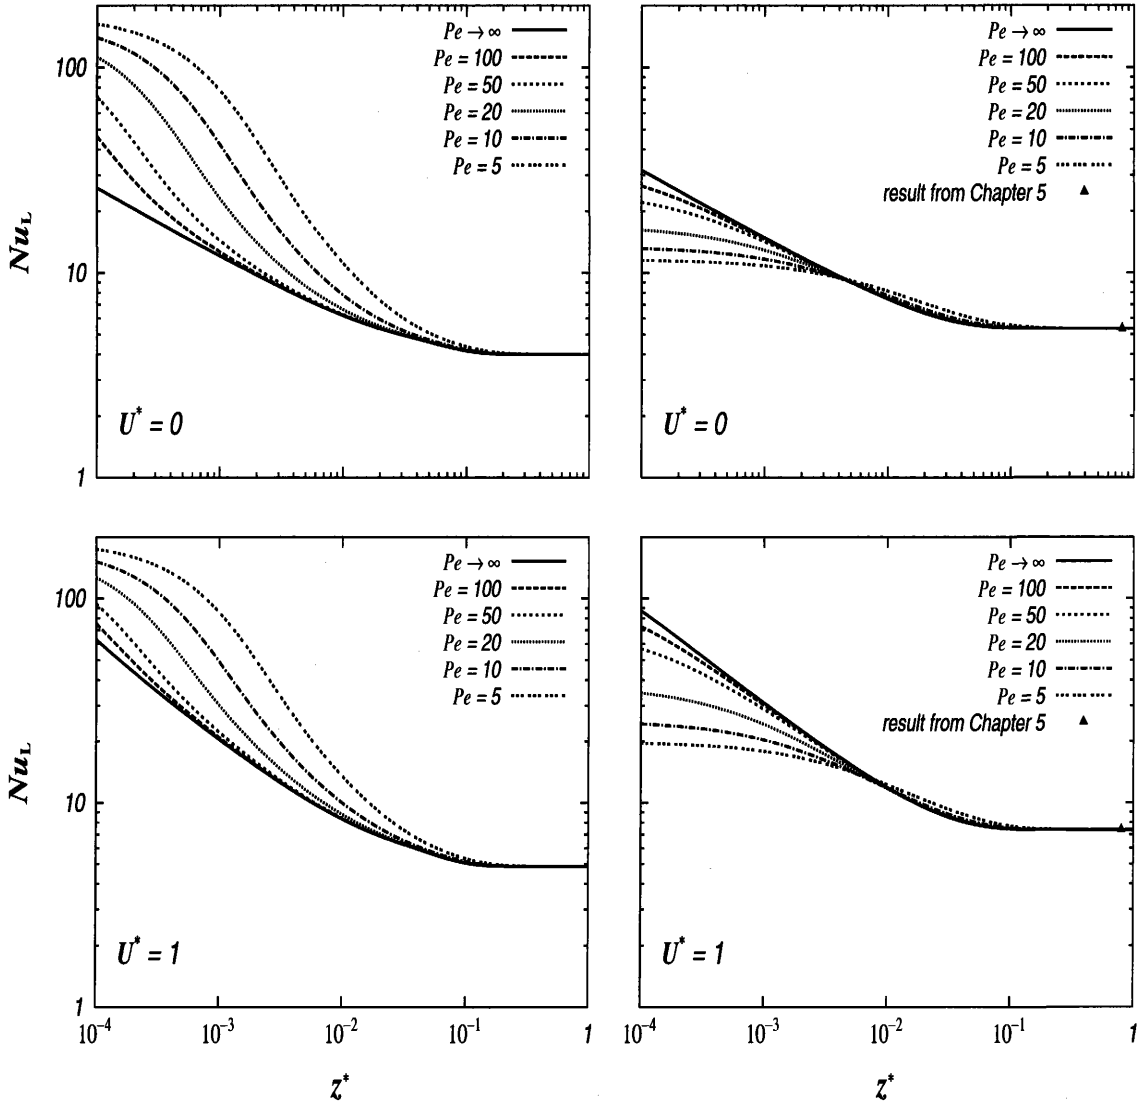 Pe → ∞
Pe = 100
Pe = 50
Pe = 20
Pe = 10
Pe = 5
100
10
1
Nu_L
U* = 0
Pe → ∞
Pe = 100
Pe = 50
Pe = 20
Pe = 10
Pe = 5
result from Chapter 5
U* = 0
Pe → ∞
Pe = 100
Pe = 50
Pe = 20
Pe = 10
Pe = 5
100
10
1
Nu_L
U* = 1
10⁻⁴ 10⁻³ 10⁻² 10⁻¹ 1
z*
Pe → ∞
Pe = 100
Pe = 50
Pe = 20
Pe = 10
Pe = 5
result from Chapter 5
U* = 1
10⁻⁴ 10⁻³ 10⁻² 10⁻¹ 1
z*